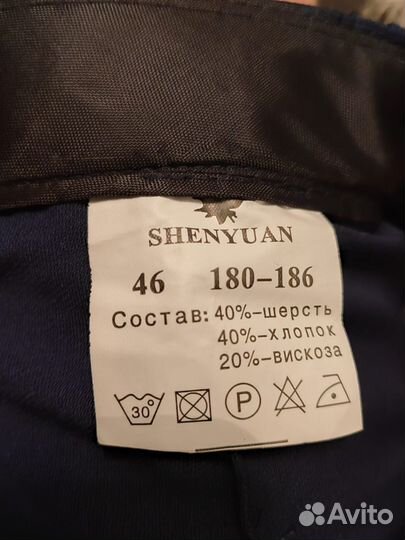 SHENYUAN
46 180-186
Состав: 40%-шерсть
40%-хлопок
20%-вискоза
30° P
Avito